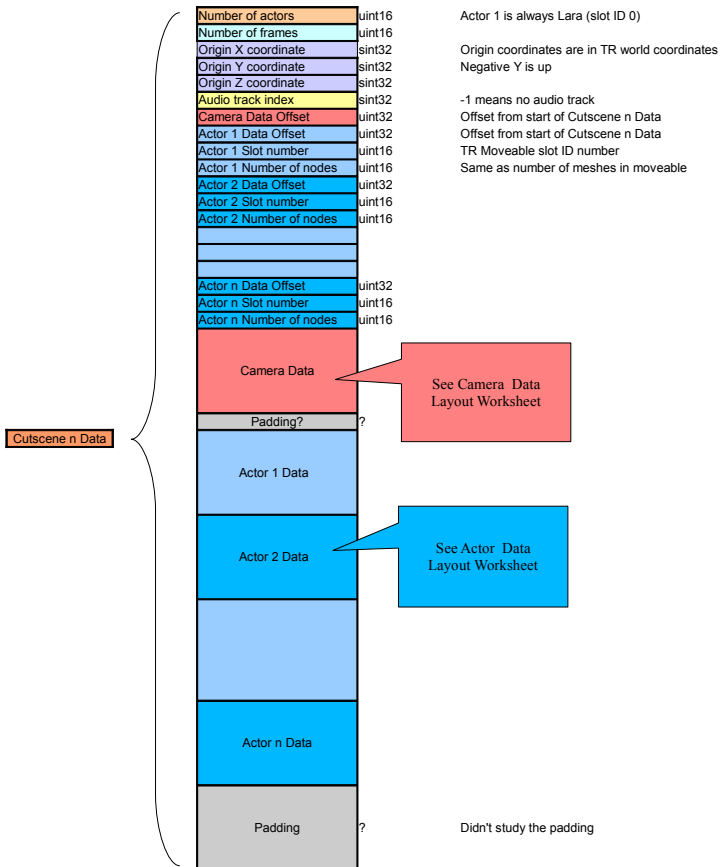 Number of actors uint16 Actor 1 is always Lara (slot ID 0)
Number of frames uint16
Origin X coordinate sint32 Origin coordinates are in TR world coordinates
Origin Y coordinate sint32 Negative Y is up
Origin Z coordinate sint32
Audio track index sint32 -1 means no audio track
Camera Data Offset uint32 Offset from start of Cutscene n Data
Actor 1 Data Offset uint32 Offset from start of Cutscene n Data
Actor 1 Slot number uint16 TR Moveable slot ID number
Actor 1 Number of nodes uint16 Same as number of meshes in moveable
Actor 2 Data Offset uint32
Actor 2 Slot number uint16
Actor 2 Number of nodes uint16
Actor n Data Offset uint32
Actor n Slot number uint16
Actor n Number of nodes uint16
Camera Data
See Camera Data
Layout Worksheet
Padding? ?
Cutscene n Data
Actor 1 Data
Actor 2 Data
See Actor Data
Layout Worksheet
Actor n Data
Padding ? Didn't study the padding